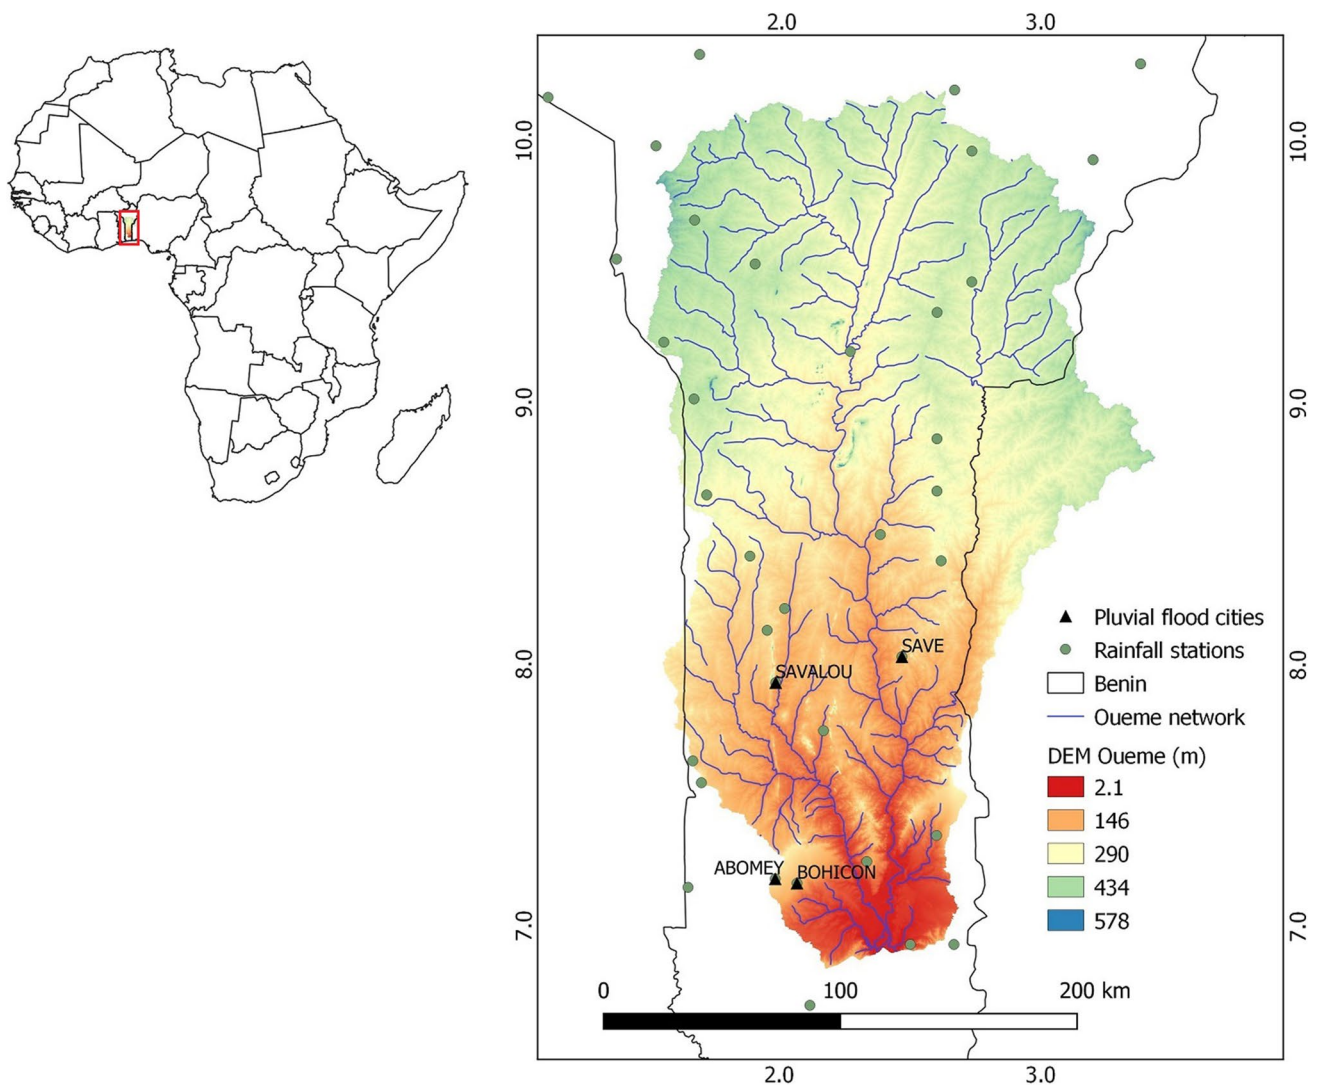 2.0 3.0
10.0 10.0
9.0 9.0
8.0 8.0
7.0 7.0
SAVE
SAVALOU
ABOMEY
BOHICON
Pluvial flood cities
Rainfall stations
Benin
Oueme network
DEM Oueme (m)
2.1
146
290
434
578
0 100 200 km
2.0 3.0